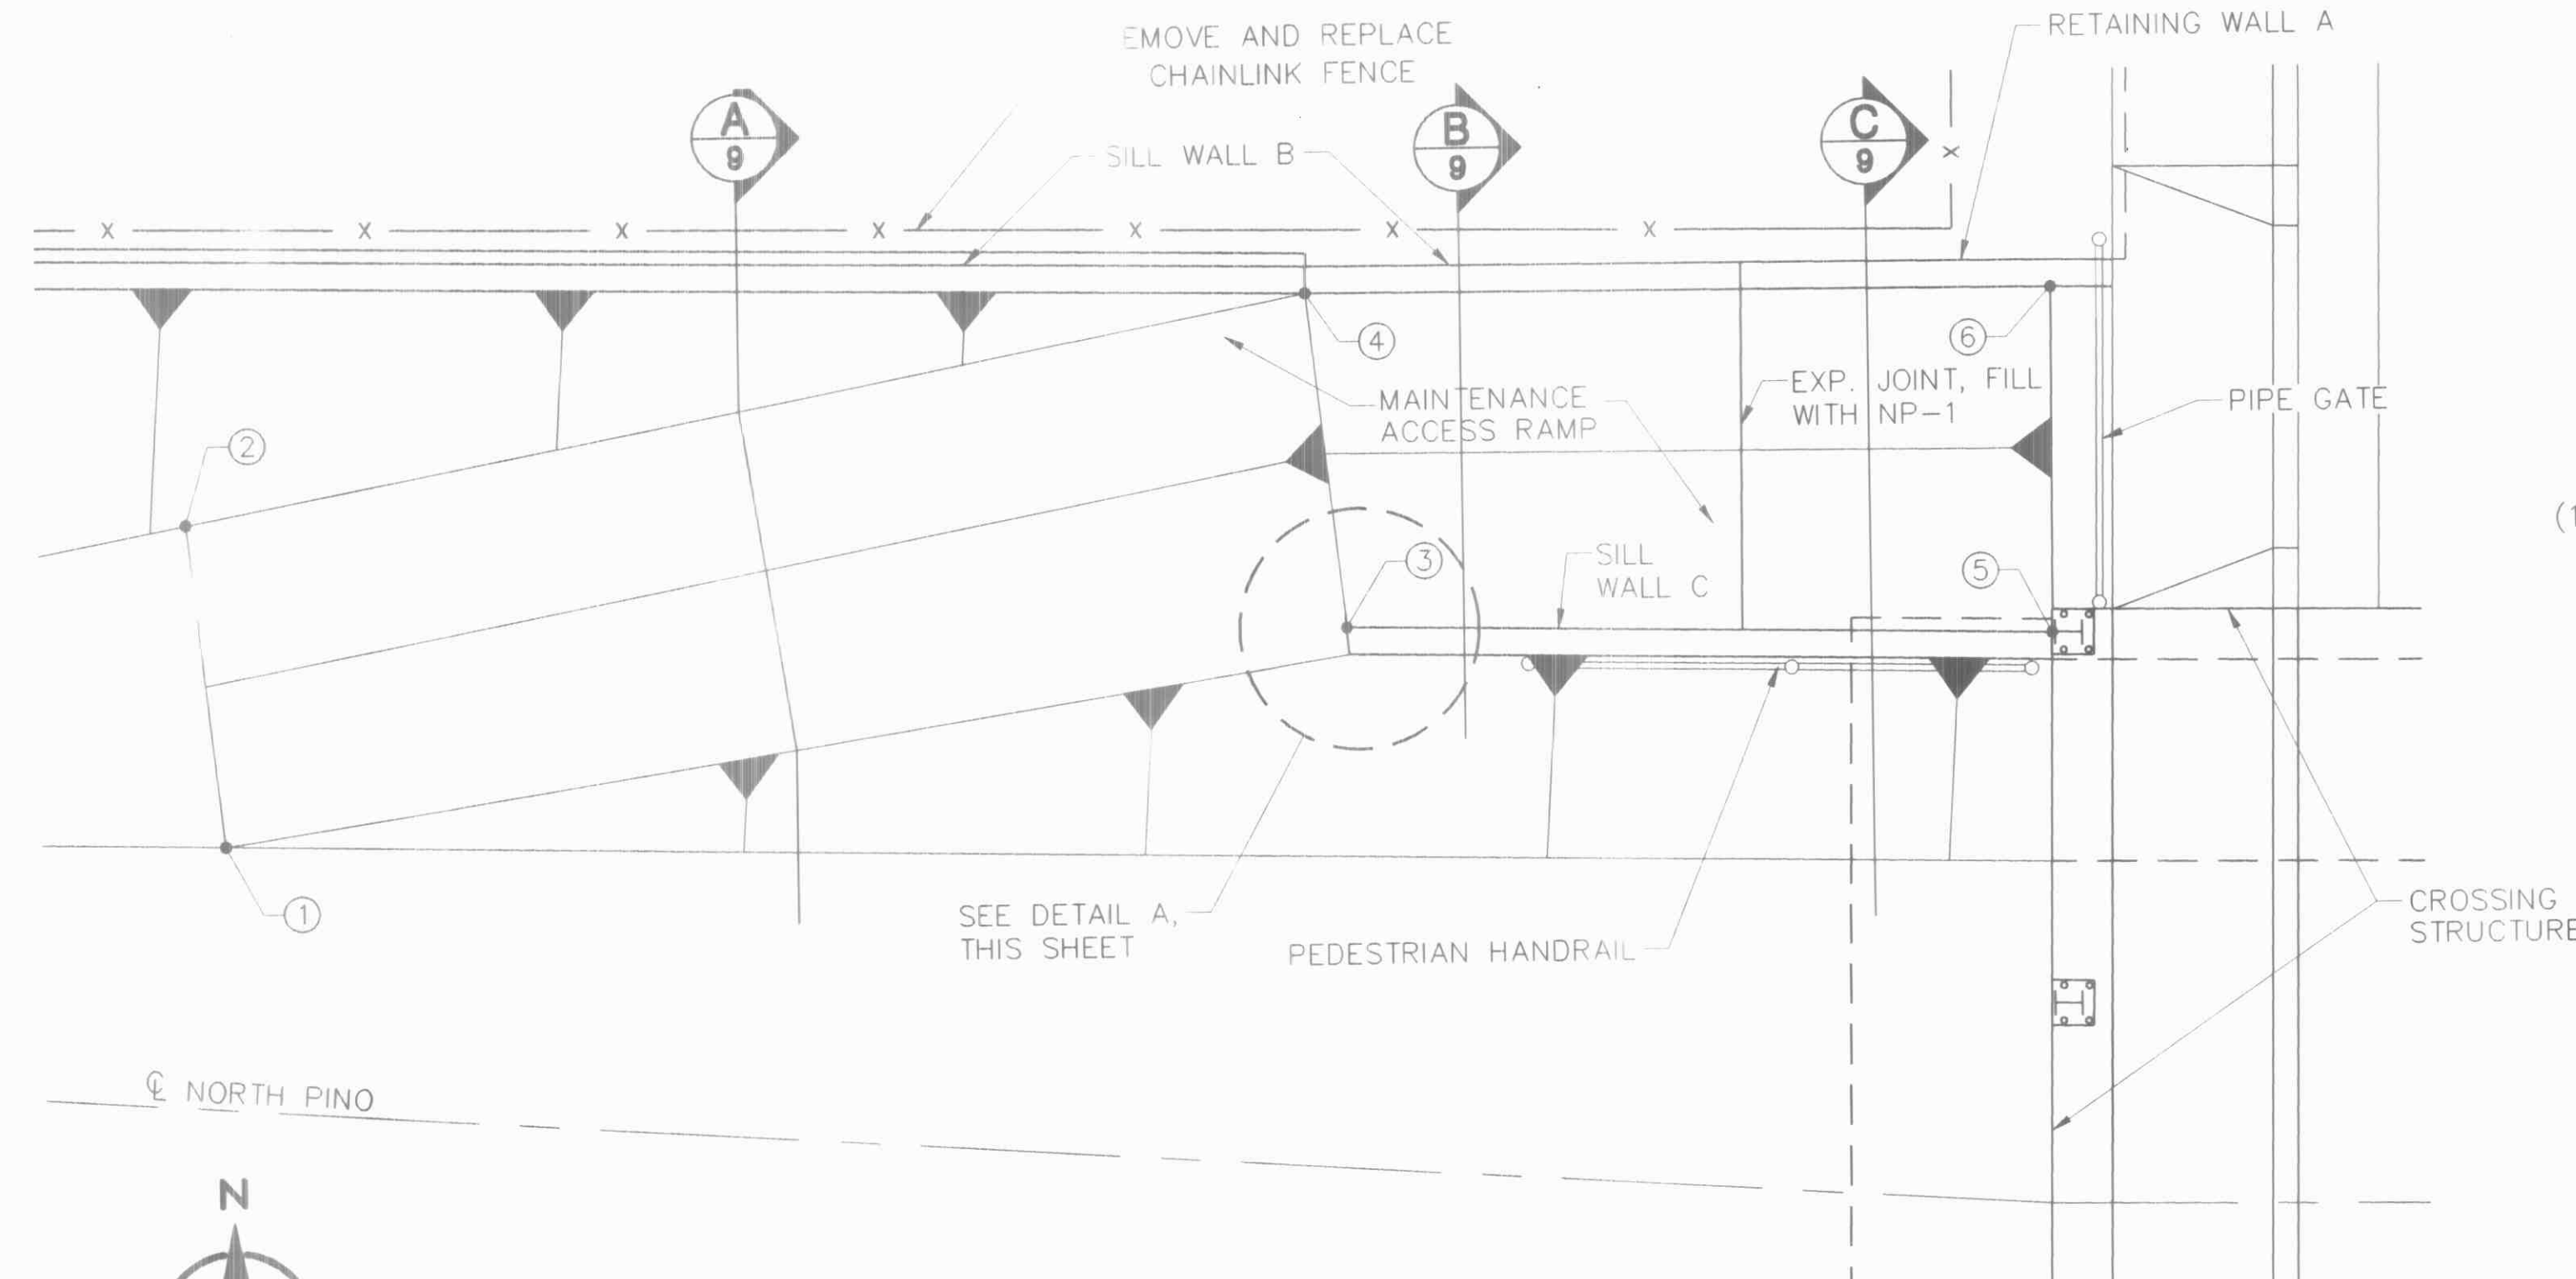 EMOVE AND REPLACE
CHAINLINK FENCE
RETAINING WALL A
A
9
B
9
C
9
SILL WALL B
X X X X X X X
X
4
6
2
MAINTENANCE
ACCESS RAMP
EXP. JOINT, FILL
WITH NP-1
PIPE GATE
(1
3
SILL
WALL C
5
1
SEE DETAIL A,
THIS SHEET
PEDESTRIAN HANDRAIL
CROSSING
STRUCTURE
℄ NORTH PINO
N